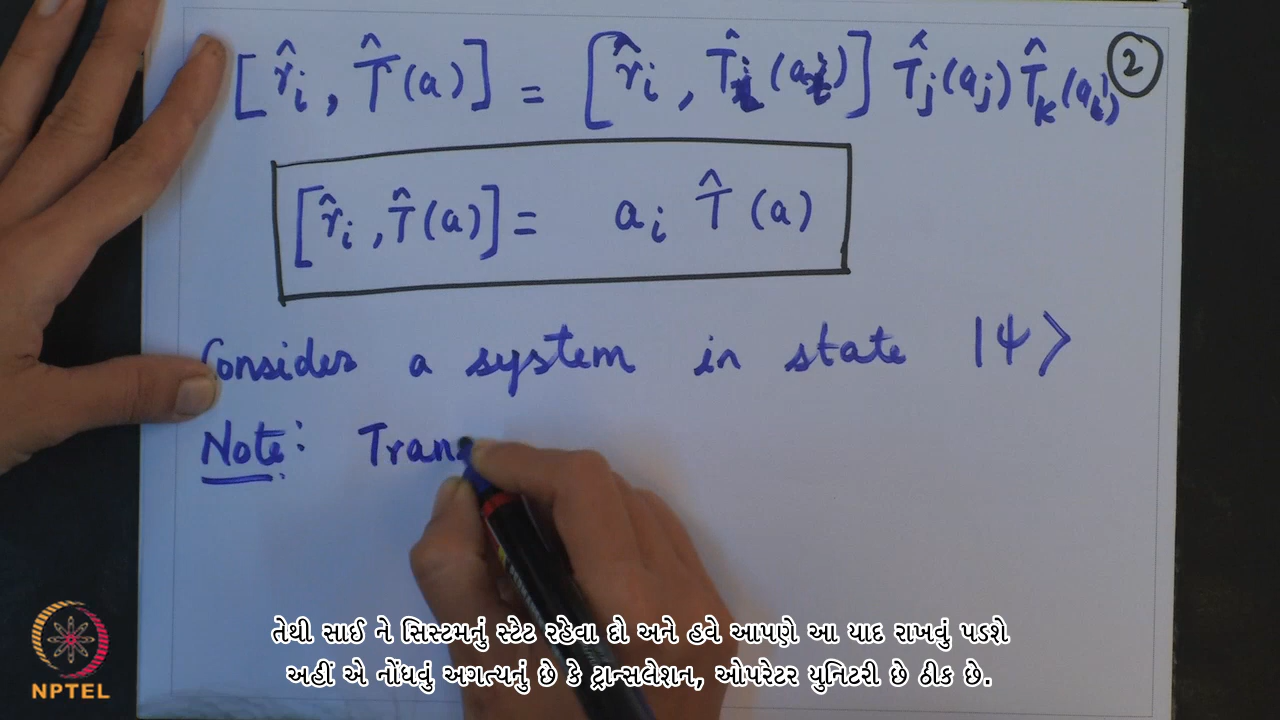 [r̂i, T̂(a)] = [r̂i, T̂i(ai)] T̂j(aj) T̂k(ak)
2
[r̂i, T̂(a)] = ai T̂(a)
Consider a system in state |ψ⟩
Note: Trans
તેથી સાઈ ને સિસ્ટમનું સ્ટેટ રહેવા દો અને હવે આપણે આ યાદ રાખવું પડશે
અહીં એ નોંધવું અગત્યનું છે કે ટ્રાન્સલેશન, ઓપરેટર યુનિટરી છે ઠીક છે.
NPTEL